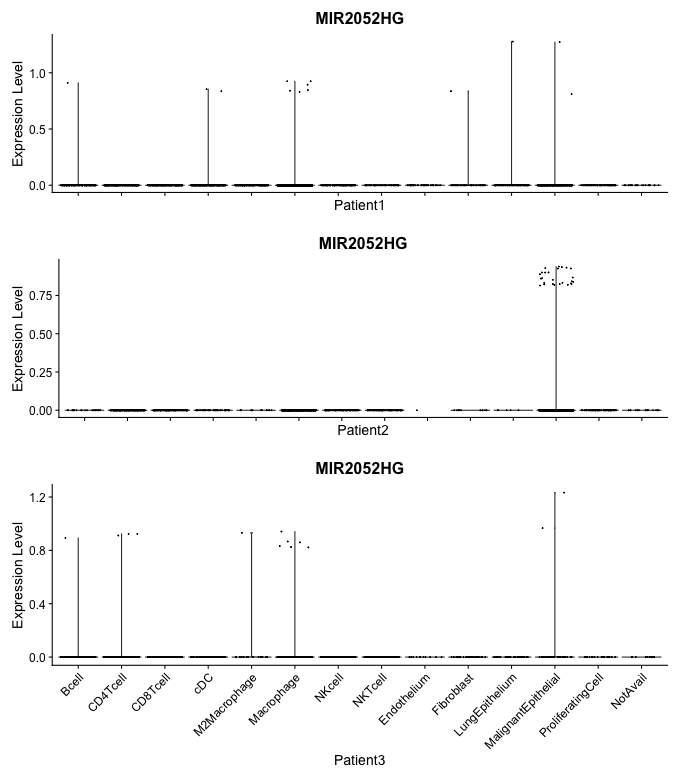 MIR2052HG
Expression Level
1.0
0.5
0.0
Patient1
MIR2052HG
Expression Level
0.75
0.50
0.25
0.00
Patient2
MIR2052HG
Expression Level
1.2
0.8
0.4
0.0
Bcell
CD4Tcell
CD8Tcell
cDC
M2Macrophage
Macrophage
NKcell
NKTcell
Endothelium
Fibroblast
LungEpithelium
MalignantEpithelial
ProliferatingCell
NotAvail
Patient3